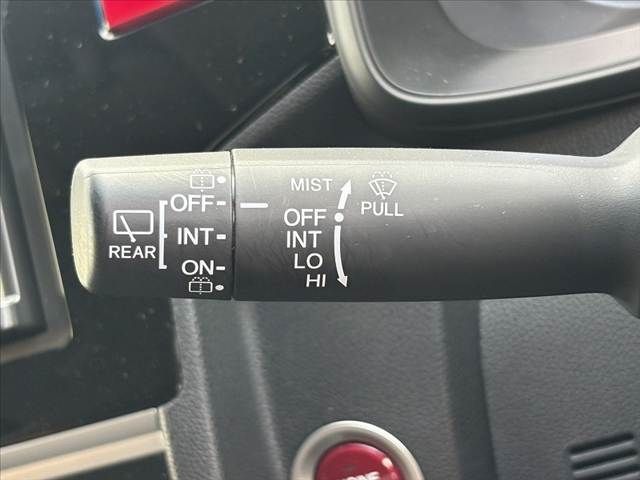 MIST
PULL
OFF
OFF
INT
INT
REAR
LO
ON
HI